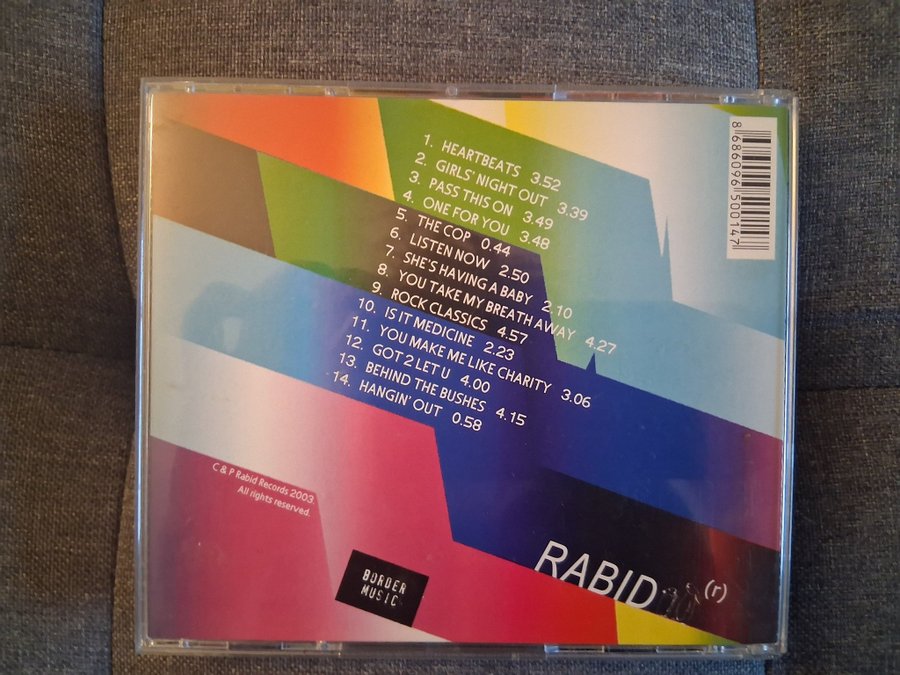 1. HEARTBEATS 3.52
2. GIRLS' NIGHT OUT 3.39
3. PASS THIS ON 3.49
4. ONE FOR YOU 3.48
5. THE COP 0.44
6. LISTEN NOW 2.50
7. SHE'S HAVING A BABY 2.10
8. YOU TAKE MY BREATH AWAY 4.27
9. ROCK CLASSICS 4.57
10. IS IT MEDICINE 2.23
11. YOU MAKE ME LIKE CHARITY 3.06
12. GOT 2 LET U 4.00
13. BEHIND THE BUSHES 4.15
14. HANGIN' OUT 0.58
8 686096 500147
C & P Rabid Records 2003.
All rights reserved.
BORDER
MUSIC
RABID (r)